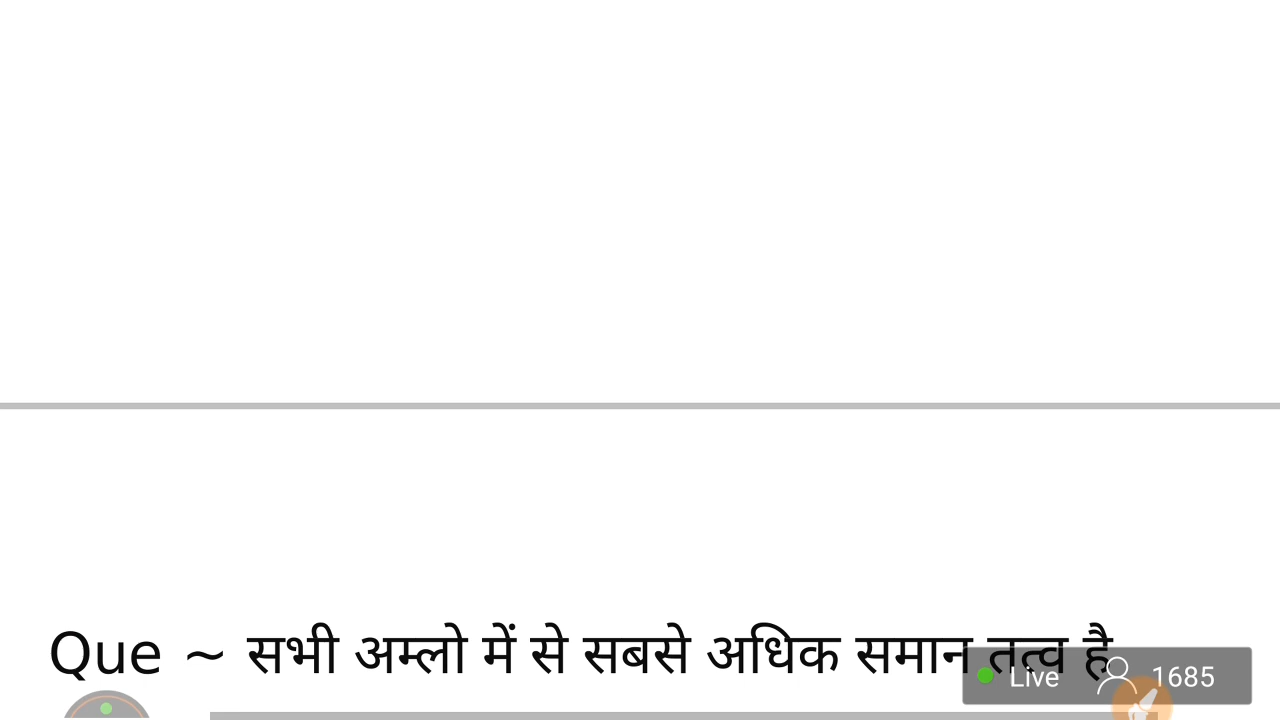 Que ~ सभी अम्लो में से सबसे अधिक समान तत्व है
Live 1685